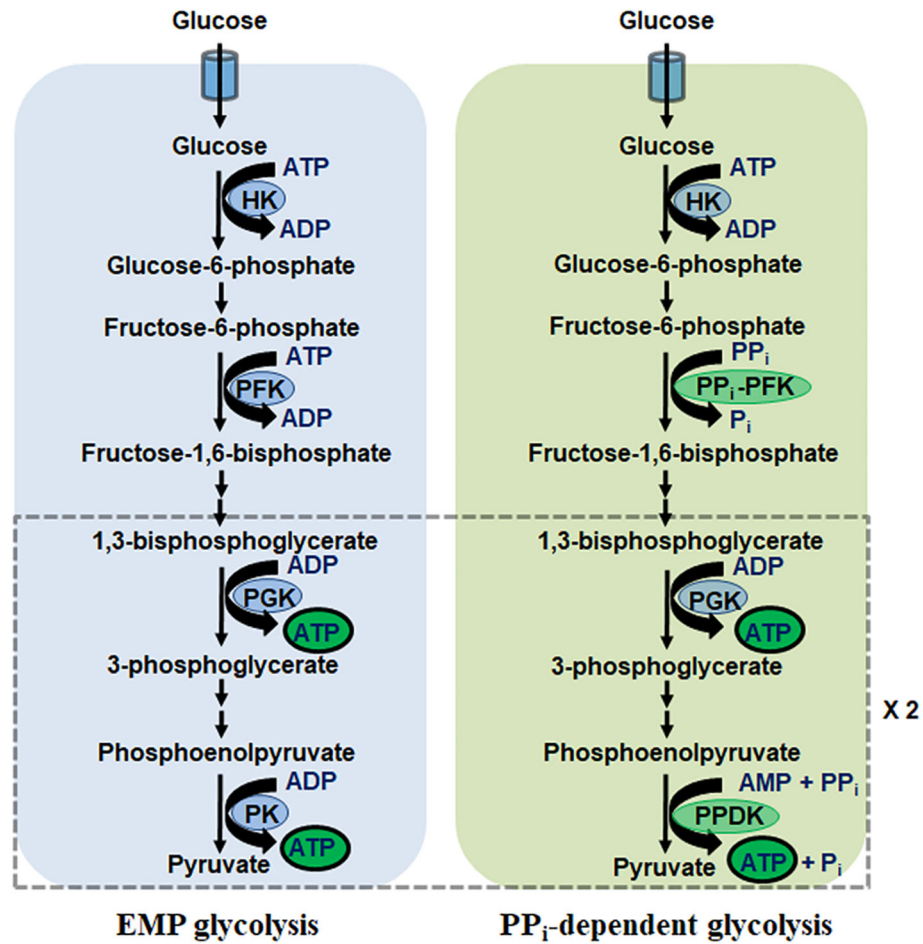 Glucose
Glucose
ATP
HK
ADP
Glucose-6-phosphate
Fructose-6-phosphate
ATP
PFK
ADP
Fructose-1,6-bisphosphate
1,3-bisphosphoglycerate
ADP
PGK
ATP
3-phosphoglycerate
Phosphoenolpyruvate
ADP
PK
ATP
Pyruvate
EMP glycolysis
Glucose
Glucose
ATP
HK
ADP
Glucose-6-phosphate
Fructose-6-phosphate
PPi
PPi-PFK
Pi
Fructose-1,6-bisphosphate
1,3-bisphosphoglycerate
ADP
PGK
ATP
3-phosphoglycerate
Phosphoenolpyruvate
AMP + PPi
PPDK
ATP + Pi
Pyruvate
X 2
PPi-dependent glycolysis